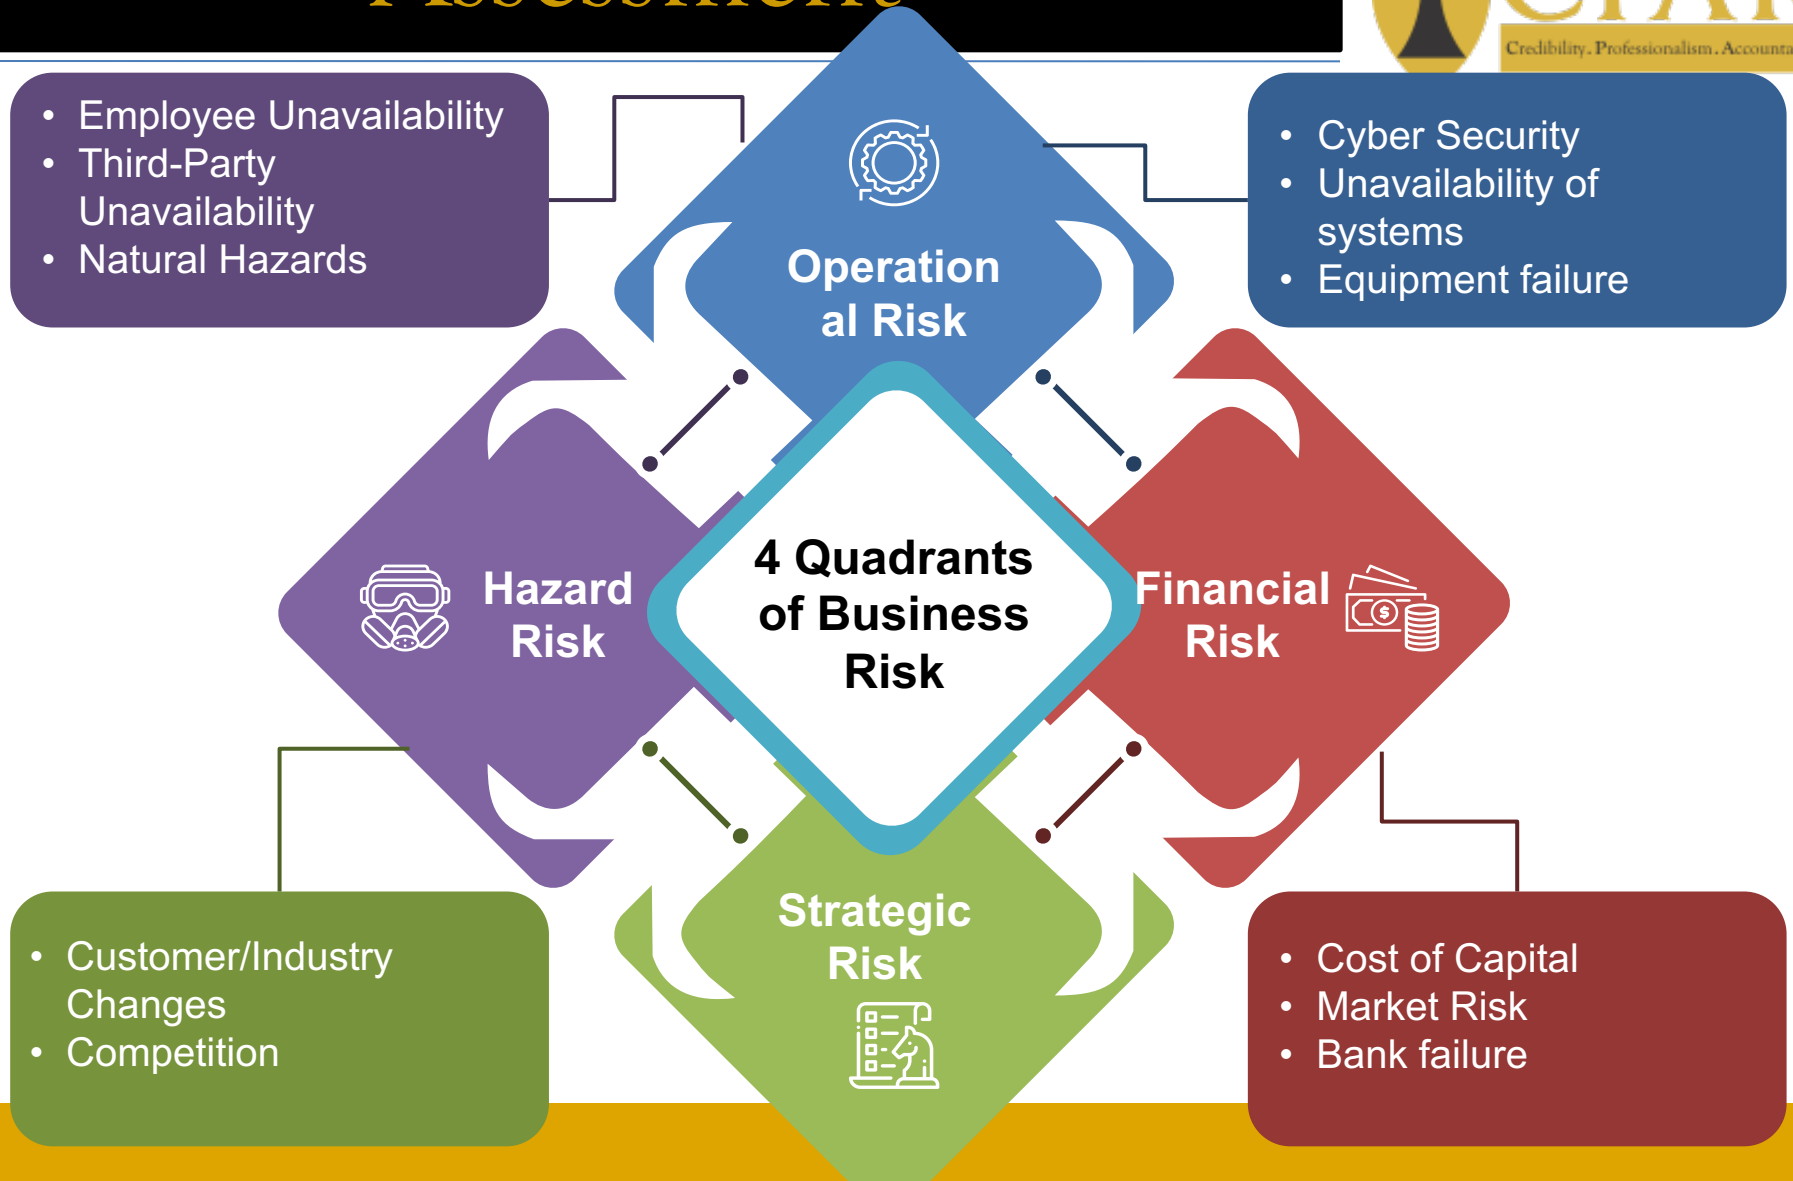 Assessment
Credibility. Professionalism.
• Employee Unavailability
• Third-Party
Unavailability
• Natural Hazards
• Cyber Security
• Unavailability of
systems
• Equipment failure
Operation
al Risk
Hazard
Risk
4 Quadrants
of Business
Risk
Financial
Risk
Strategic
Risk
• Customer/Industry
Changes
• Competition
• Cost of Capital
• Market Risk
• Bank failure